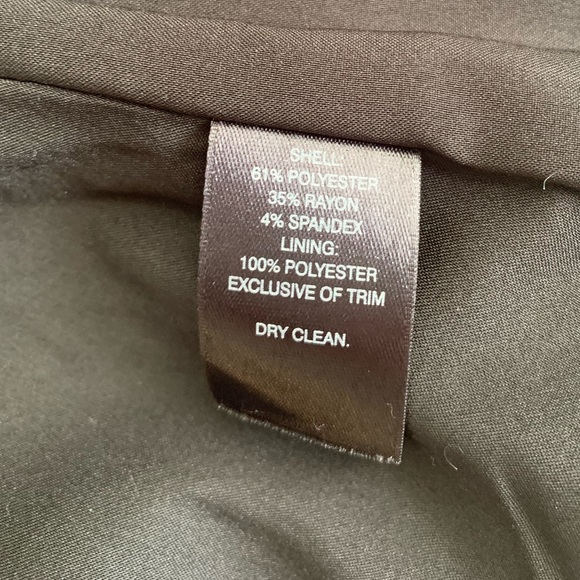 SHELL:
61% POLYESTER
35% RAYON
4% SPANDEX
LINING:
100% POLYESTER
EXCLUSIVE OF TRIM
DRY CLEAN.